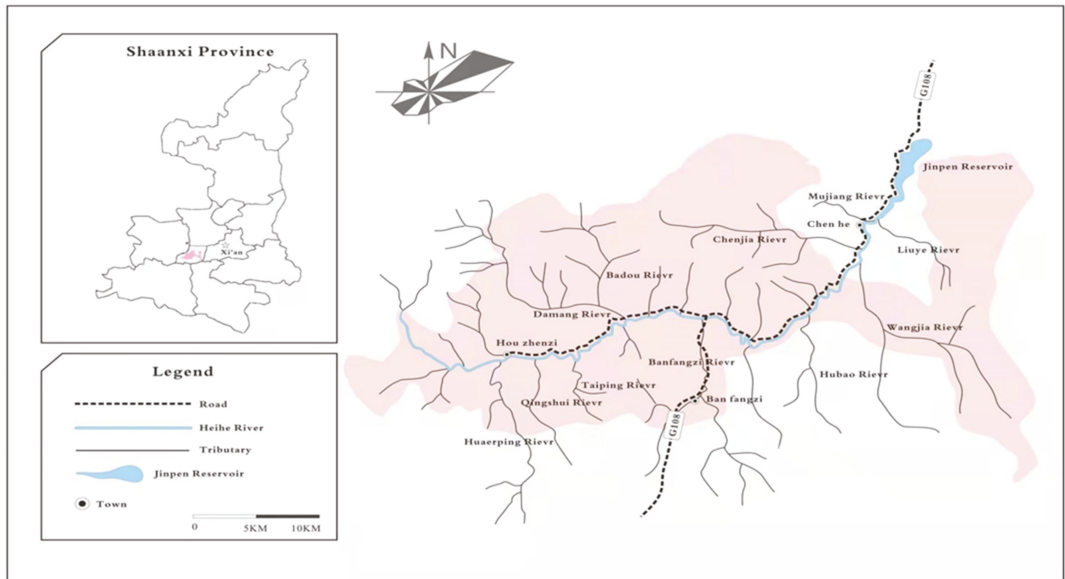 Shaanxi Province
Xi'an
Legend
Road
Heihe River
Tributary
Jinpen Reservoir
Town
0 5KM 10KM
N
G108
Jinpen Reservoir
Mujiang Rievr
Chen he
Chenjia Rievr
Liuye Rievr
Badou Rievr
Damang Rievr
Wangjia Rievr
Hou zhenzi
Banfangzi Rievr
Hubao Rievr
Taiping Rievr
Qingshui Rievr
Ban fangzi
G108
Huaerping Rievr